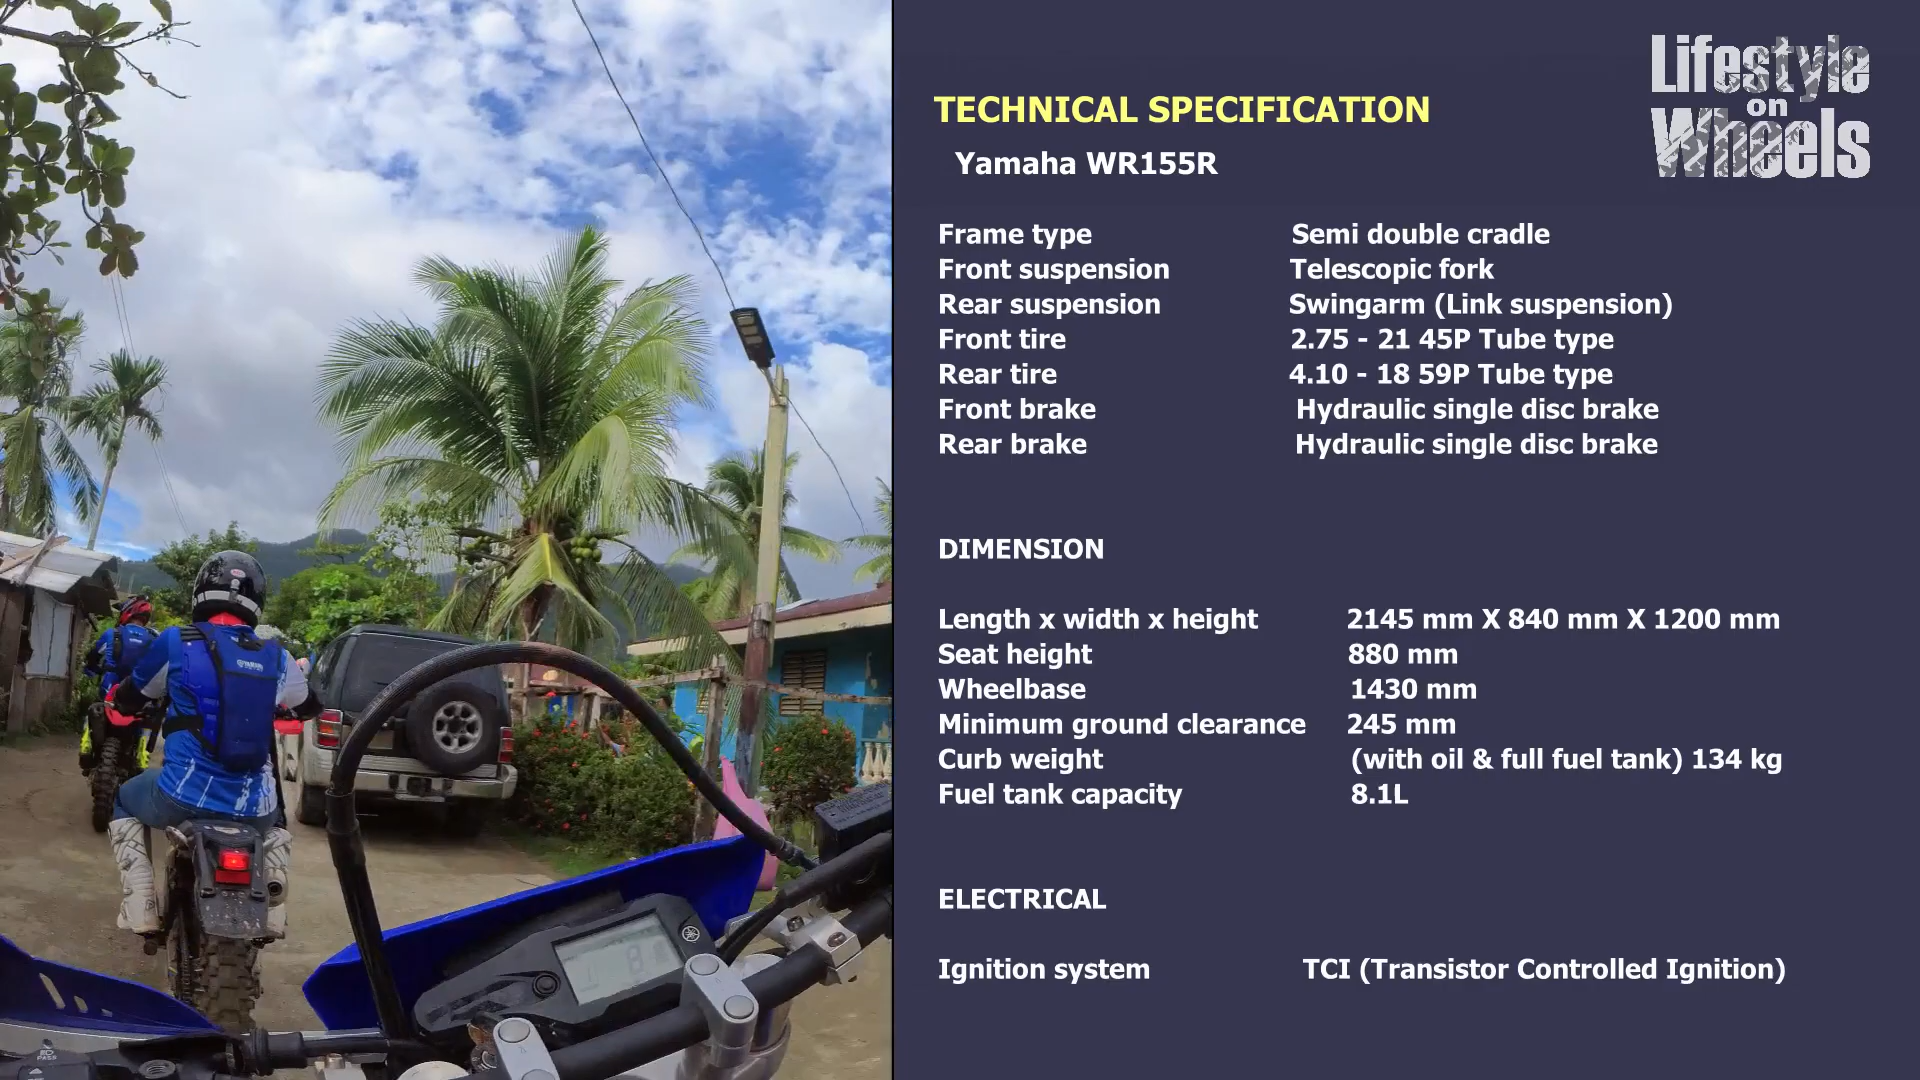 Lifestyle
on
Wheels
TECHNICAL SPECIFICATION
Yamaha WR155R
Frame type Semi double cradle
Front suspension Telescopic fork
Rear suspension Swingarm (Link suspension)
Front tire 2.75 - 21 45P Tube type
Rear tire 4.10 - 18 59P Tube type
Front brake Hydraulic single disc brake
Rear brake Hydraulic single disc brake
DIMENSION
Length x width x height 2145 mm X 840 mm X 1200 mm
Seat height 880 mm
Wheelbase 1430 mm
Minimum ground clearance 245 mm
Curb weight (with oil & full fuel tank) 134 kg
Fuel tank capacity 8.1L
ELECTRICAL
Ignition system TCI (Transistor Controlled Ignition)